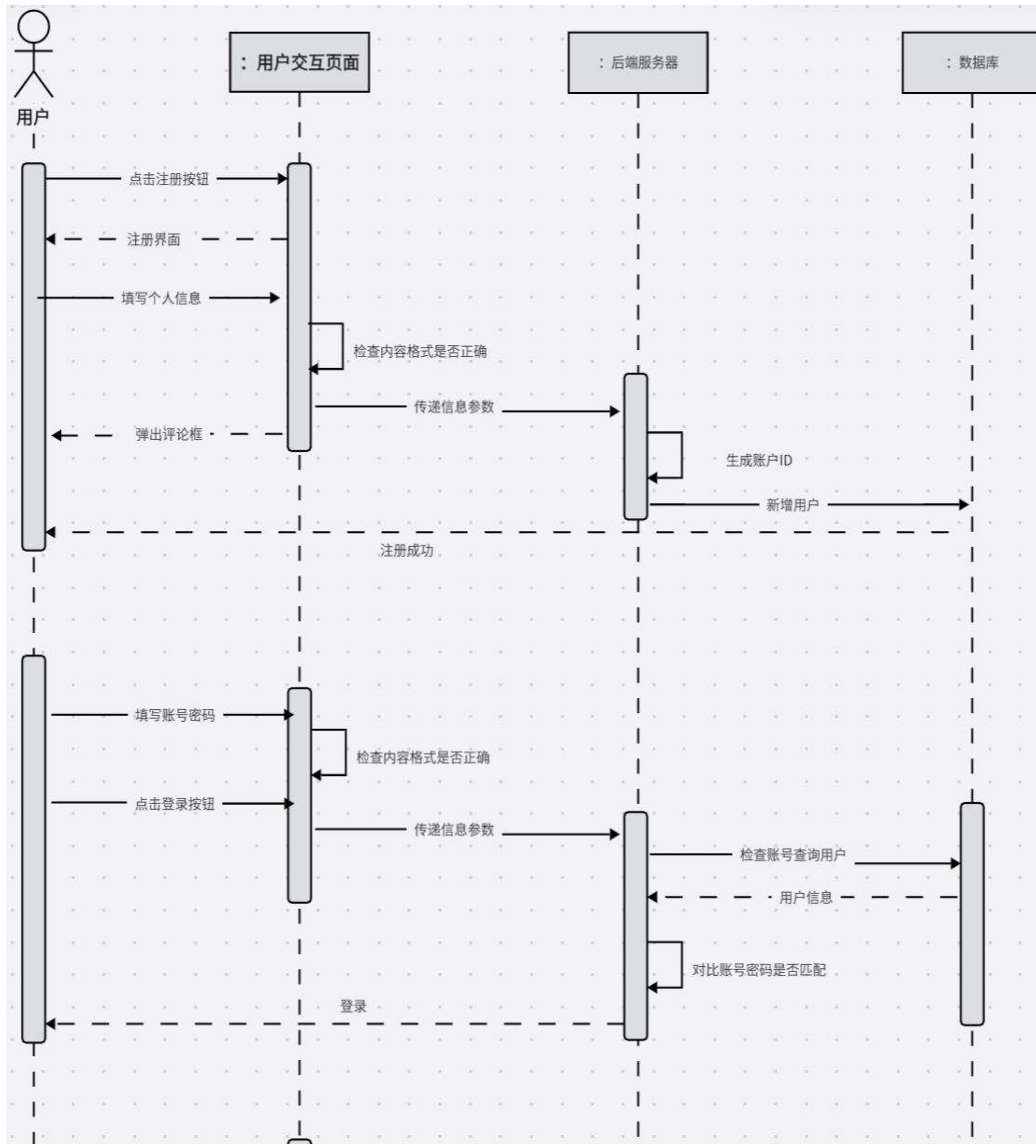 用户
：用户交互页面
：后端服务器
：数据库
点击注册按钮
注册界面
填写个人信息
检查内容格式是否正确
传递信息参数
弹出评论框
生成账户ID
新增用户
注册成功
填写账号密码
检查内容格式是否正确
点击登录按钮
传递信息参数
检查账号查询用户
用户信息
对比账号密码是否匹配
登录